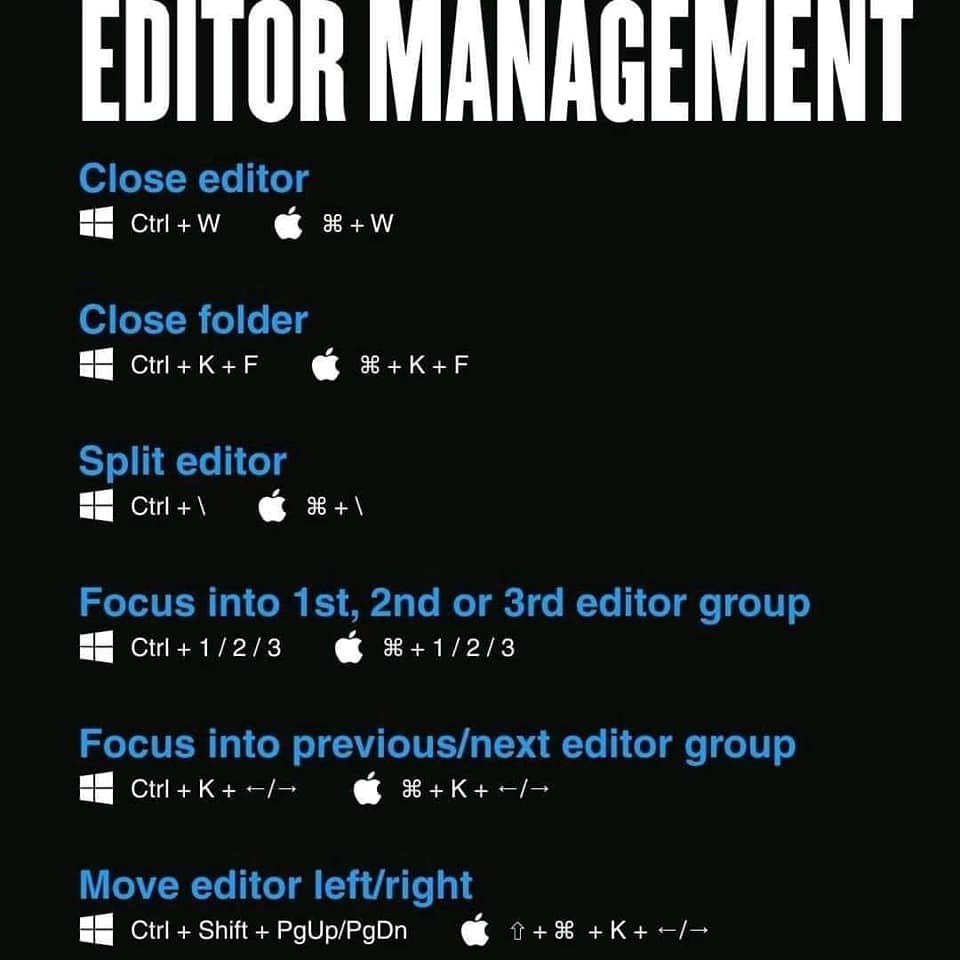 EDITOR MANAGEMENT
Close editor
Ctrl + W ⌘ + W
Close folder
Ctrl + K + F ⌘ + K + F
Split editor
Ctrl + \ ⌘ + \
Focus into 1st, 2nd or 3rd editor group
Ctrl + 1 / 2 / 3 ⌘ + 1 / 2 / 3
Focus into previous/next editor group
Ctrl + K + ←/→ ⌘ + K + ←/→
Move editor left/right
Ctrl + Shift + PgUp/PgDn ⇧ + ⌘ + K + ←/→